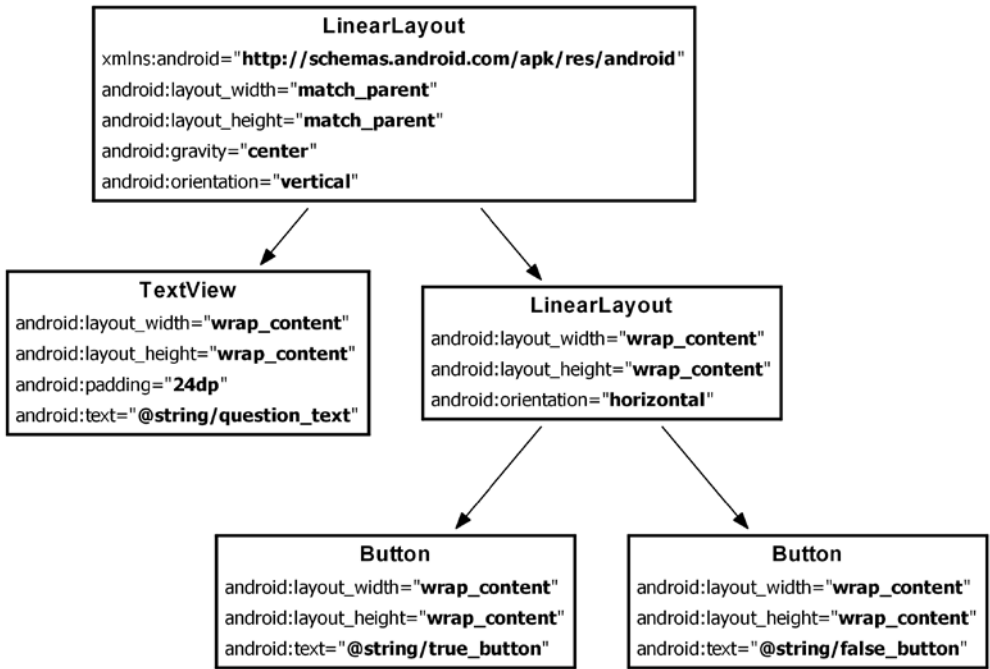 LinearLayout
xmlns:android="http://schemas.android.com/apk/res/android"
android:layout_width="match_parent"
android:layout_height="match_parent"
android:gravity="center"
android:orientation="vertical"
TextView
android:layout_width="wrap_content"
android:layout_height="wrap_content"
android:padding="24dp"
android:text="@string/question_text"
LinearLayout
android:layout_width="wrap_content"
android:layout_height="wrap_content"
android:orientation="horizontal"
Button
android:layout_width="wrap_content"
android:layout_height="wrap_content"
android:text="@string/true_button"
Button
android:layout_width="wrap_content"
android:layout_height="wrap_content"
android:text="@string/false_button"